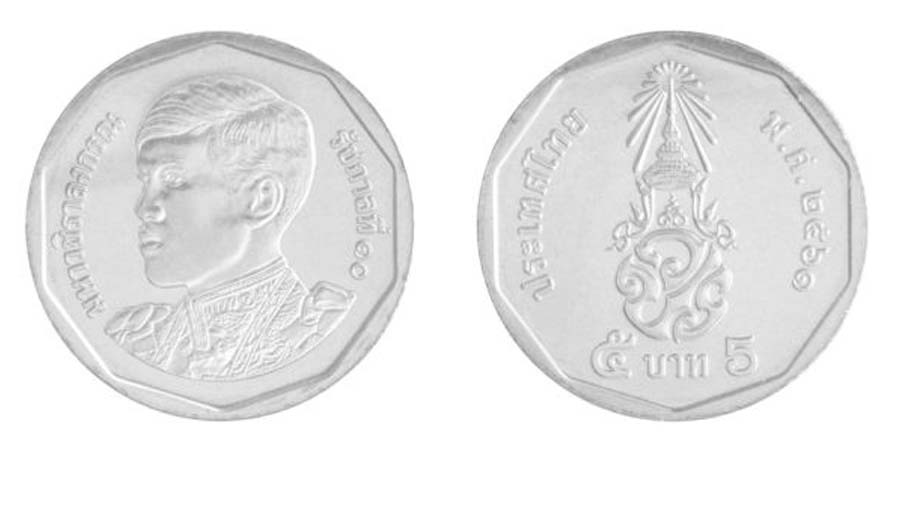 มหาวชิราลงกรณ
รัชกาลที่ ๑๐
ประเทศไทย
พ.ศ. ๒๕๖๑
๕ บาท 5